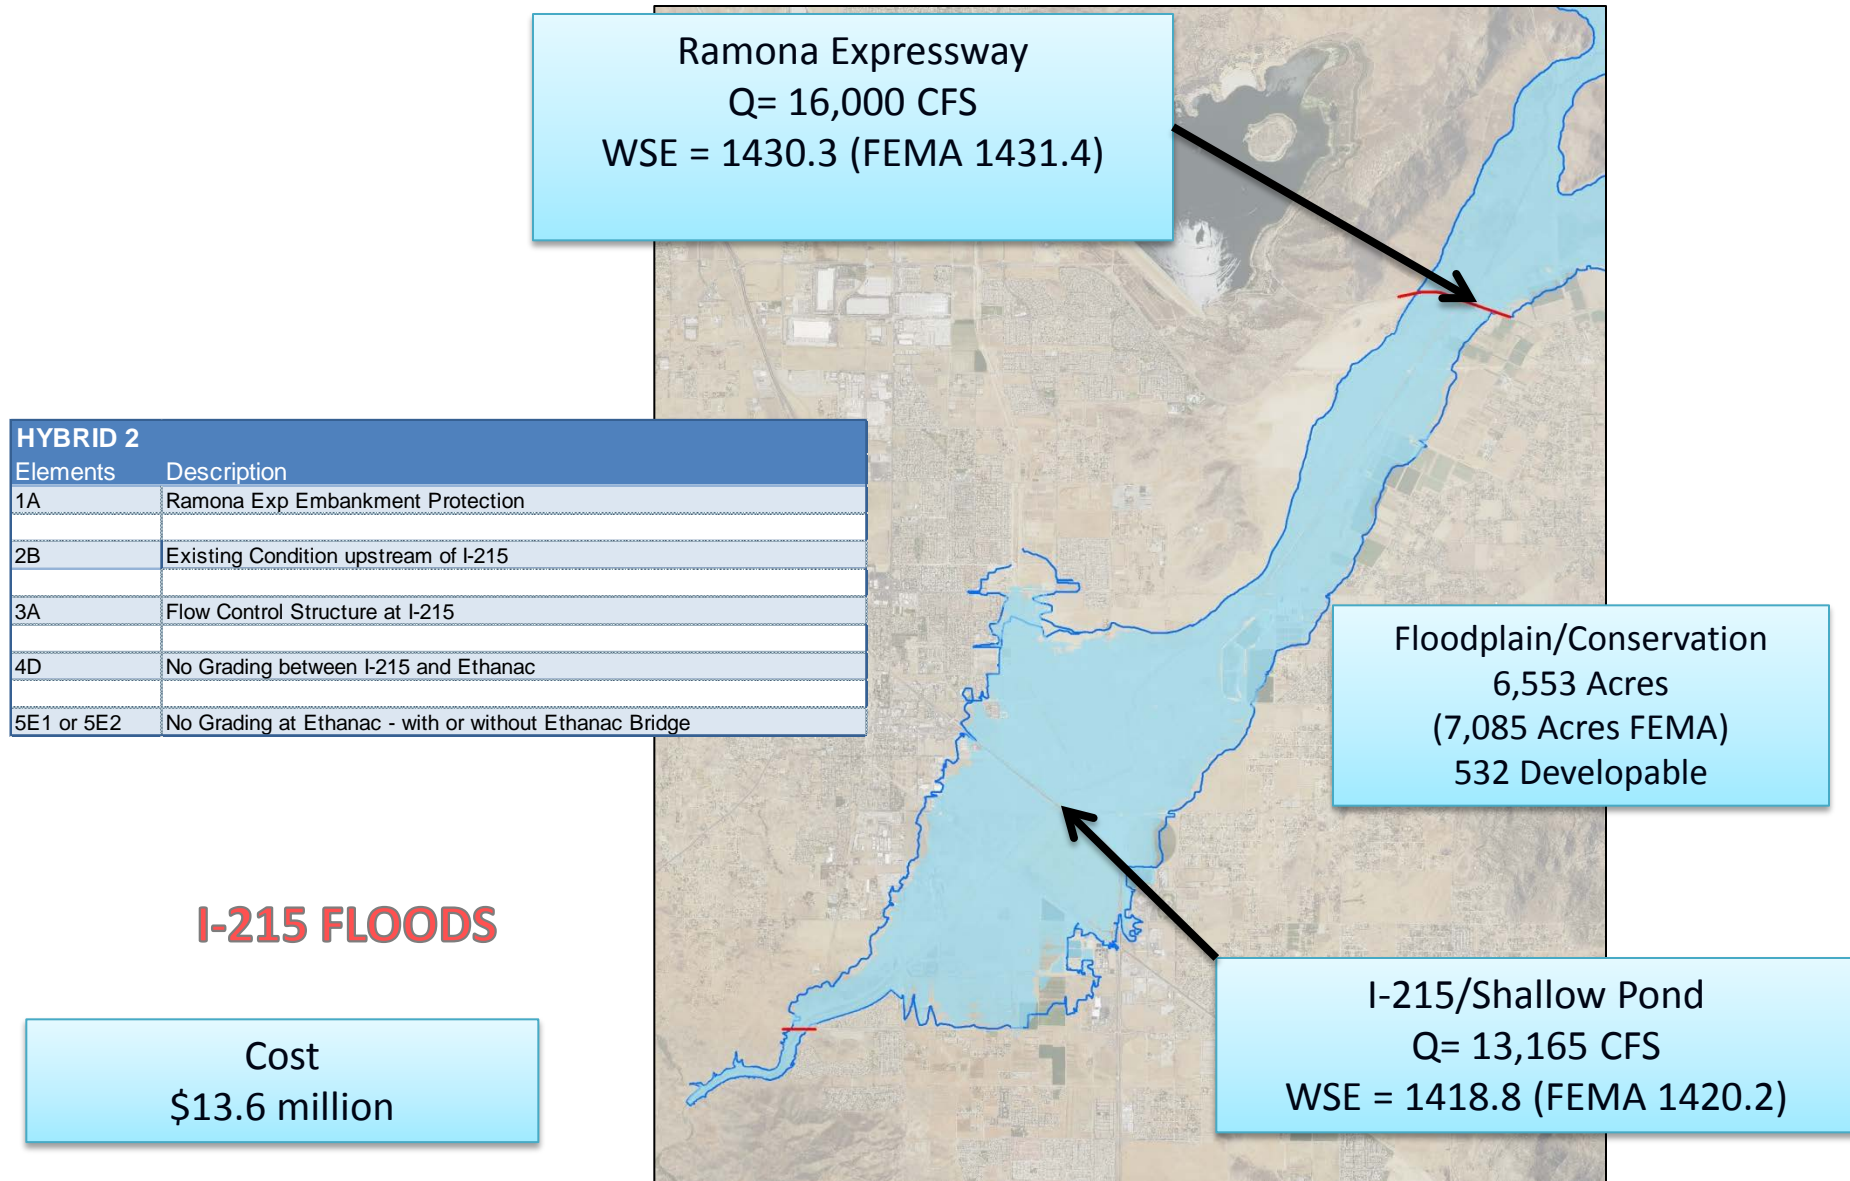 Ramona Expressway
Q= 16,000 CFS
WSE = 1430.3 (FEMA 1431.4)
HYBRID 2
Elements Description
1A Ramona Exp Embankment Protection
2B Existing Condition upstream of I-215
3A Flow Control Structure at I-215
4D No Grading between I-215 and Ethanac
5E1 or 5E2 No Grading at Ethanac - with or without Ethanac Bridge
Floodplain/Conservation
6,553 Acres
(7,085 Acres FEMA)
532 Developable
I-215 FLOODS
I-215/Shallow Pond
Q= 13,165 CFS
WSE = 1418.8 (FEMA 1420.2)
Cost
$13.6 million